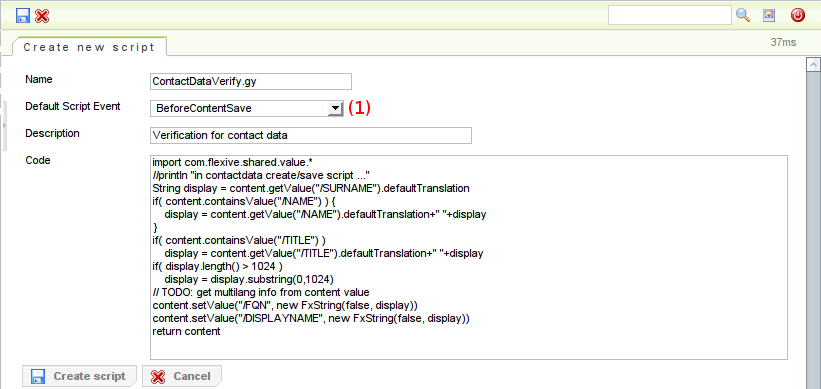 Create new script
37ms
Name
ContactDataVerify.gy
Default Script Event
BeforeContentSave
(1)
Description
Verification for contact data
Code
import com.flexive.shared.value.*
//println "in contactdata create/save script ..."
String display = content.getValue("/SURNAME").defaultTranslation
if( content.containsValue("/NAME") ) {
    display = content.getValue("/NAME").defaultTranslation+" "+display
}
if( content.containsValue("/TITLE") )
    display = content.getValue("/TITLE").defaultTranslation+" "+display
if( display.length() > 1024 )
    display = display.substring(0,1024)
// TODO: get multilang info from content value
content.setValue("/FQN", new FxString(false, display))
content.setValue("/DISPLAYNAME", new FxString(false, display))
return content
Create script
Cancel